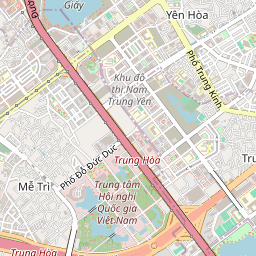 Giấy
Yên Hòa
Khu đô
thị Nam
Trung Yên
Phố Trung Kính
Phố Đỗ Đức Dục
Trung Hòa
Mễ Trì
Trung tâm
Hội nghị
Quốc gia
Việt Nam
Trung Hòa